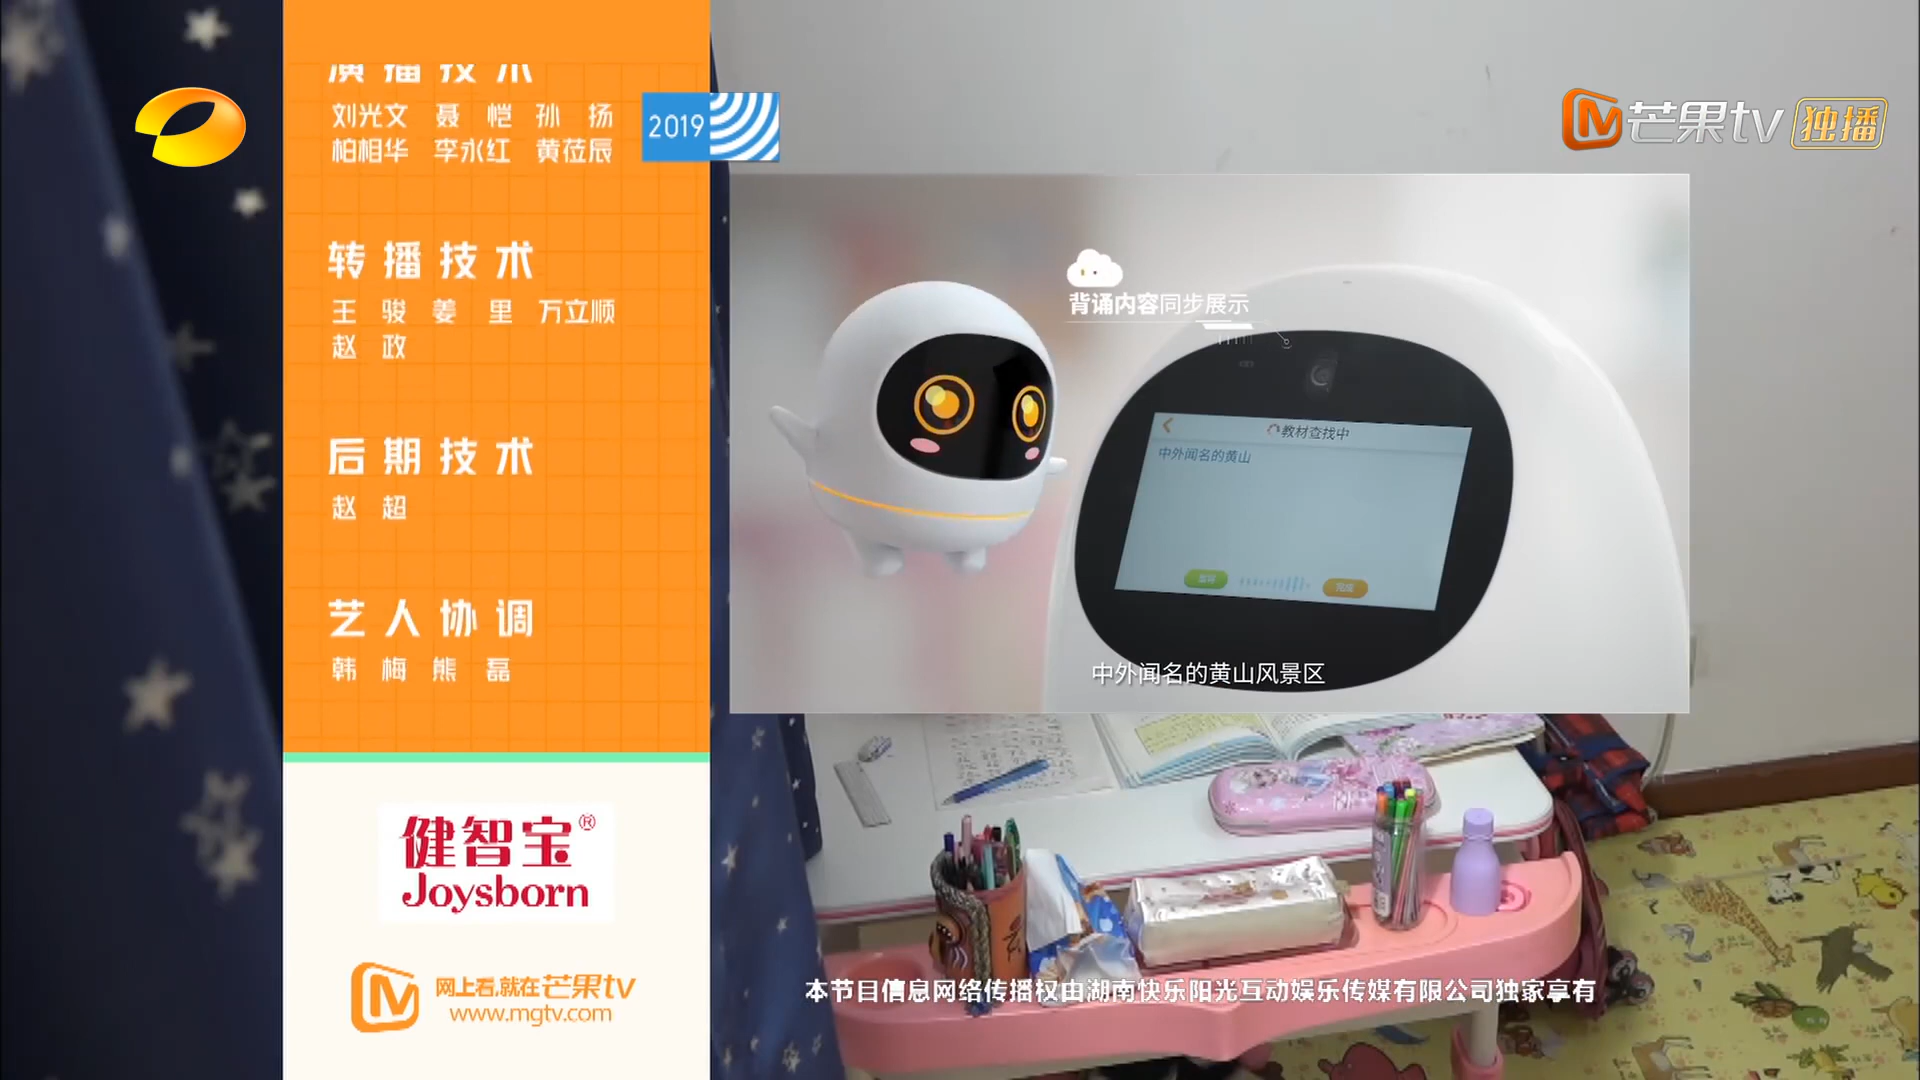 演播技术
刘光文 聂 恺 孙 扬
柏相华 李永红 黄莅辰
转播技术
王 骏 姜 里 万立顺
赵 政
后期技术
赵 超
艺人协调
韩 梅 熊 磊
健智宝®
Joysborn
网上看,就在芒果TV
www.mgtv.com
2019
芒果TV 独播
背诵内容同步展示
教材查找中
中外闻名的黄山
完成
中外闻名的黄山风景区
本节目信息网络传播权由湖南快乐阳光互动娱乐传媒有限公司独家享有